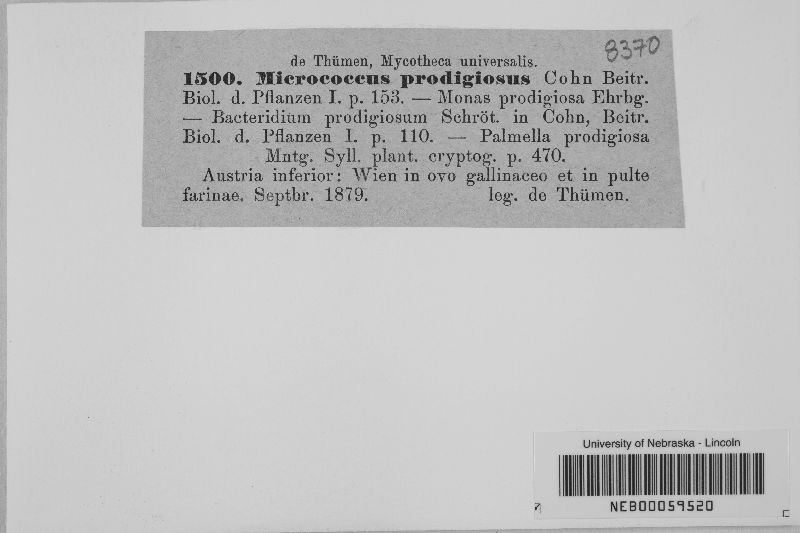 8370
de Thümen, Mycotheca universalis.
1500. Micrococcus prodigiosus Cohn Beitr.
Biol. d. Pflanzen I. p. 153. — Monas prodigiosa Ehrbg.
— Bacteridium prodigiosum Schröt. in Cohn, Beitr.
Biol. d. Pflanzen I. p. 110. — Palmella prodigiosa
Mntg. Syll. plant. cryptog. p. 470.
Austria inferior: Wien in ovo gallinaceo et in pulte
farinae. Septbr. 1879. leg. de Thümen.
University of Nebraska - Lincoln
NEB00059520